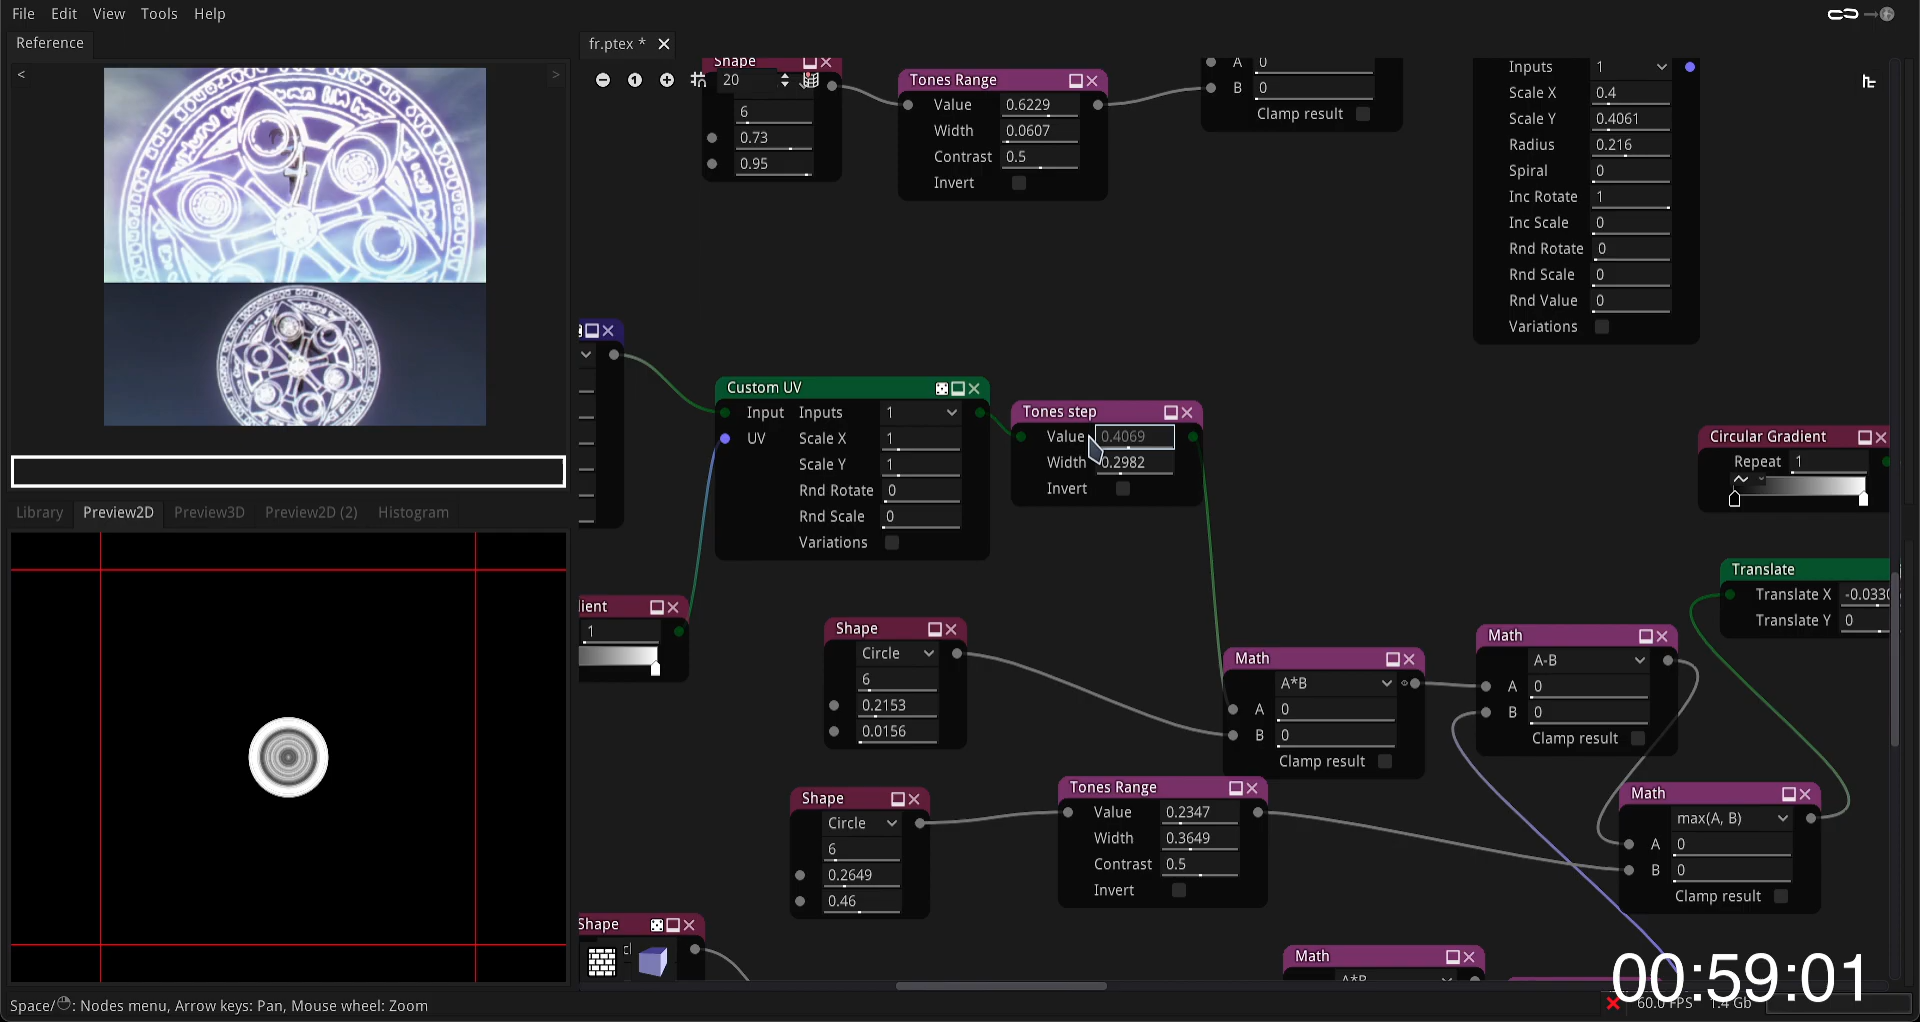 File Edit View Tools Help
Reference
fr.ptex *
<
>
Shape
20
6
0.73
0.95
Tones Range
Value 0.6229
Width 0.0607
Contrast 0.5
Invert
A 0
B 0
Clamp result
Inputs 1
Scale X 0.4
Scale Y 0.4061
Radius 0.216
Spiral 0
Inc Rotate 1
Inc Scale 0
Rnd Rotate 0
Rnd Scale 0
Rnd Value 0
Variations
Custom UV
Input Inputs 1
UV Scale X 1
Scale Y 1
Rnd Rotate 0
Rnd Scale 0
Variations
Tones step
Value 0.4069
Width 0.2982
Invert
Circular Gradient
Repeat 1
Library Preview2D Preview3D Preview2D (2) Histogram
Translate
Translate X -0.033
Translate Y 0
dient
1
Shape
Circle
6
0.2153
0.0156
Math
A*B
A 0
B 0
Clamp result
Math
A-B
A 0
B 0
Clamp result
Shape
Circle
6
0.2649
0.46
Tones Range
Value 0.2347
Width 0.3649
Contrast 0.5
Invert
Math
max(A, B)
A 0
B 0
Clamp result
Shape
Math
A*B
00:59:01
Space/ : Nodes menu, Arrow keys: Pan, Mouse wheel: Zoom
60.0 FPS 1.4 Gb